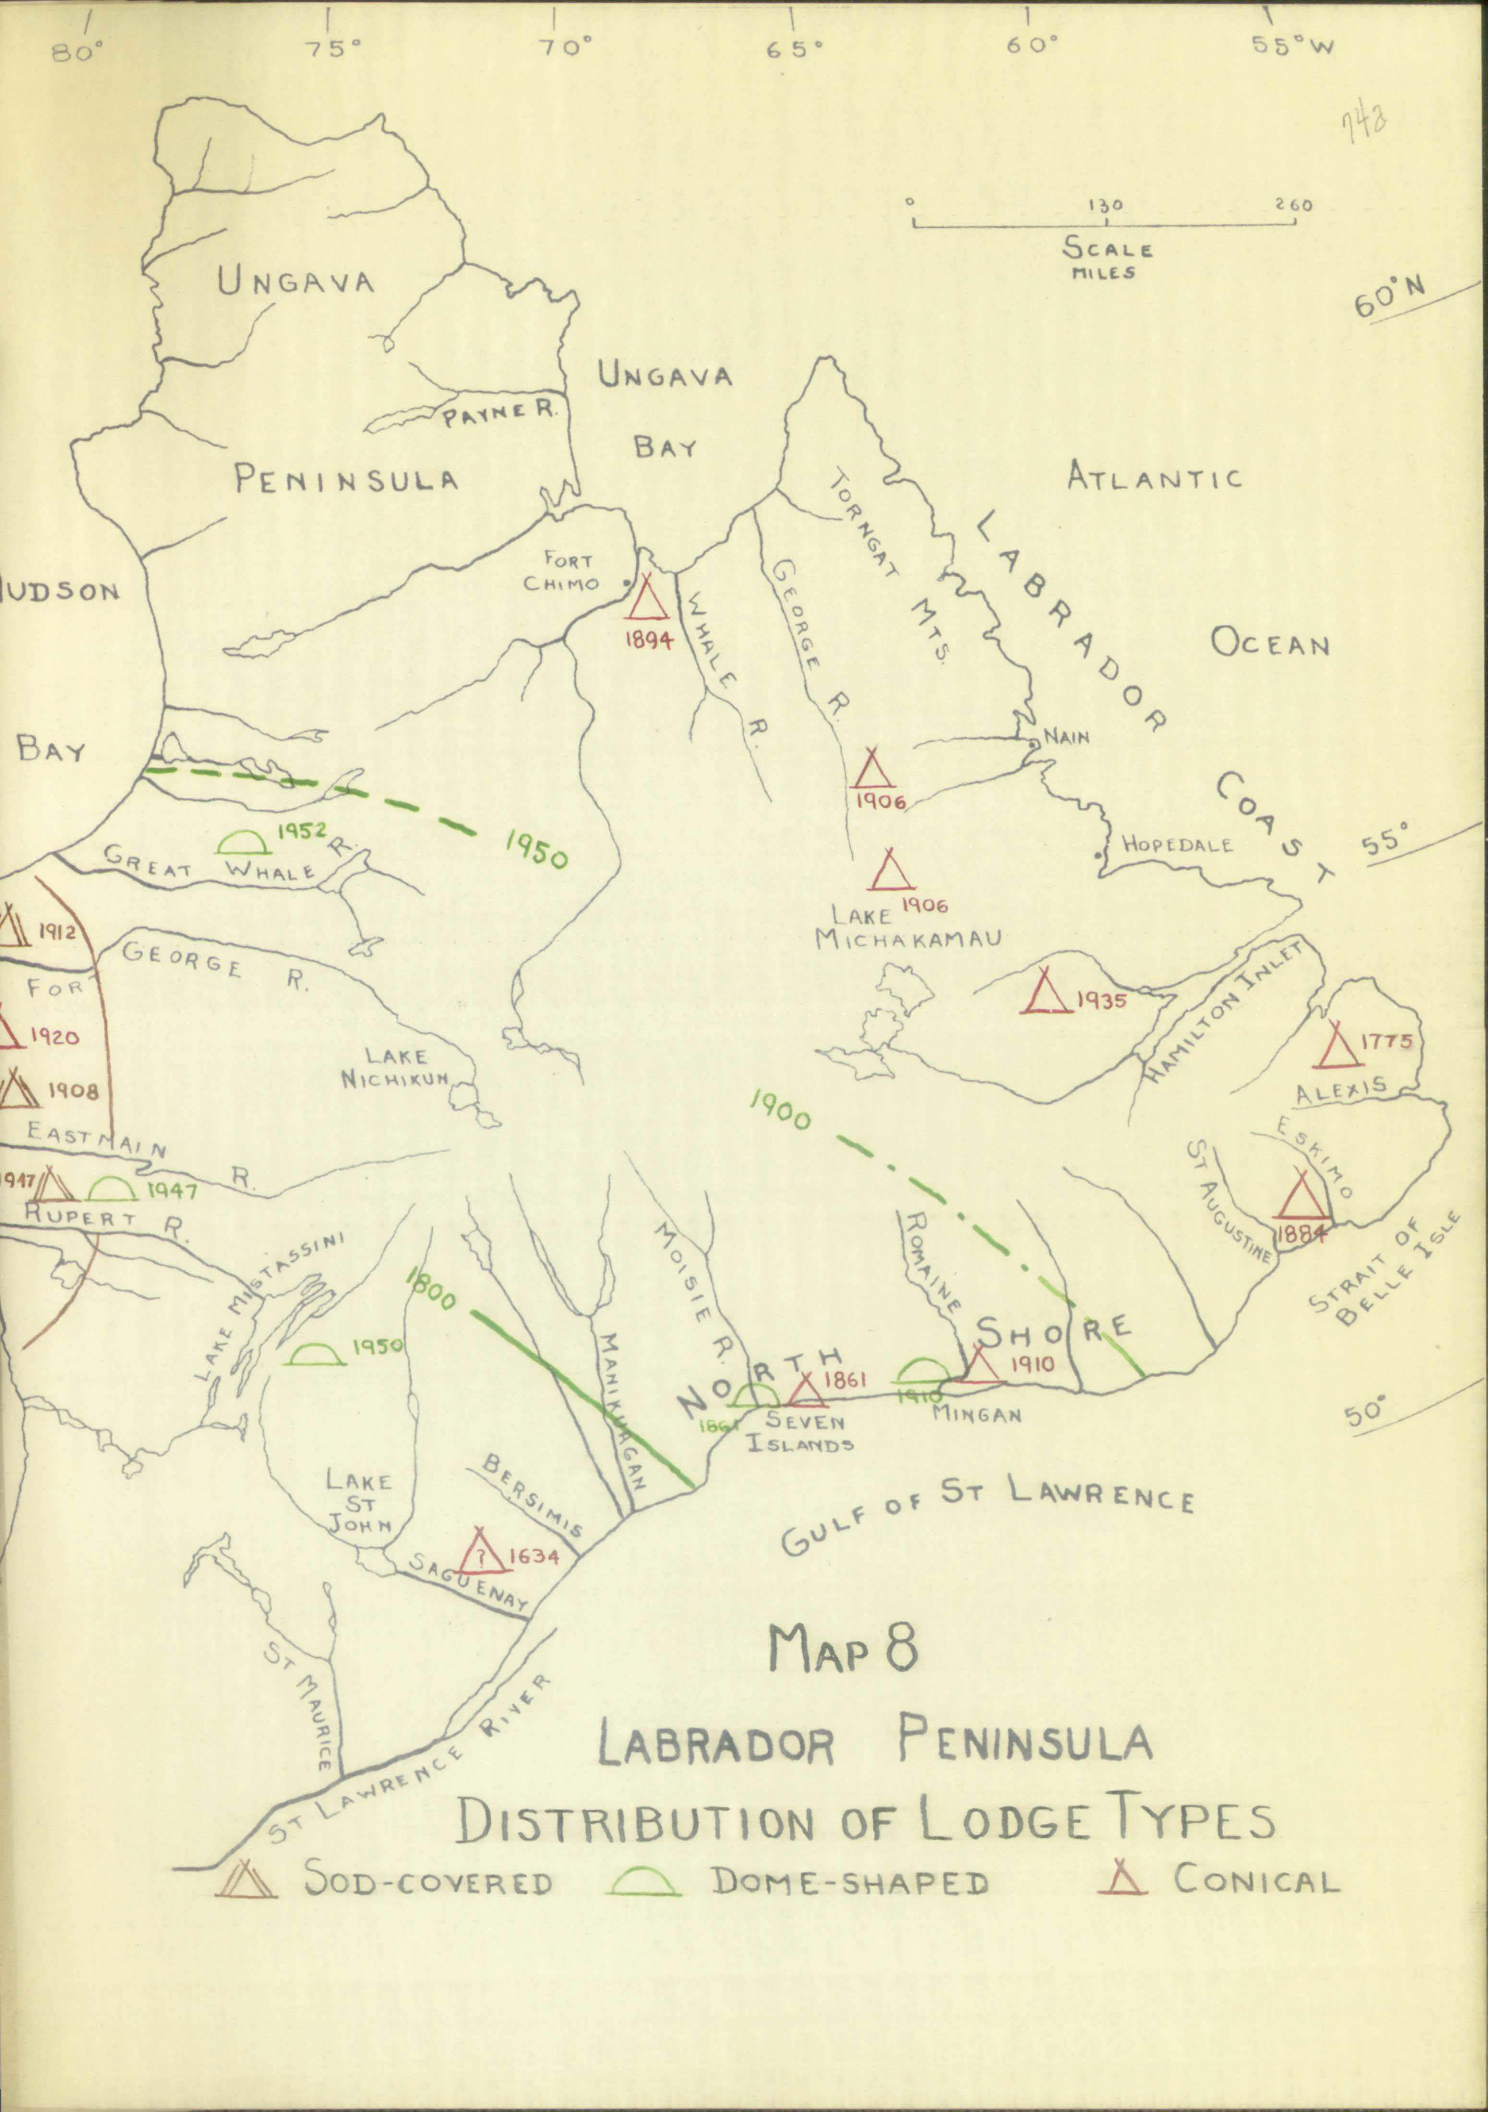 80° 75° 70° 65° 60° 55°W
74a
0 130 260
SCALE
MILES
60°N
UNGAVA
UNGAVA
BAY
PAYNE R.
PENINSULA
ATLANTIC
TORNGAT MTS.
LABRADOR
COAST
FORT
CHIMO
1894
UDSON
WHALE R.
GEORGE R.
OCEAN
BAY
NAIN
1906
1952
1950
HOPEDALE
55°
GREAT WHALE R.
1906
LAKE
MICHAKAMAU
1912
GEORGE R.
FORT
HAMILTON INLET
1935
1920
1775
LAKE
NICHIKUN
1908
ALEXIS
1900
EASTMAIN R.
ESKIMO
1947
1947
ST AUGUSTINE
1884
RUPERT R.
STRAIT OF
BELLE ISLE
LAKE MISTASSINI
1800
MOISIE R.
ROMAINE
1950
MANIKUAGAN
NORTH SHORE
1861
1910
1861
1910
SEVEN
ISLANDS
MINGAN
50°
BERSIMIS
LAKE
ST
JOHN
GULF OF ST LAWRENCE
? 1634
SAGUENAY
ST MAURICE
ST LAWRENCE RIVER
MAP 8
LABRADOR PENINSULA
DISTRIBUTION OF LODGE TYPES
SOD-COVERED DOME-SHAPED CONICAL